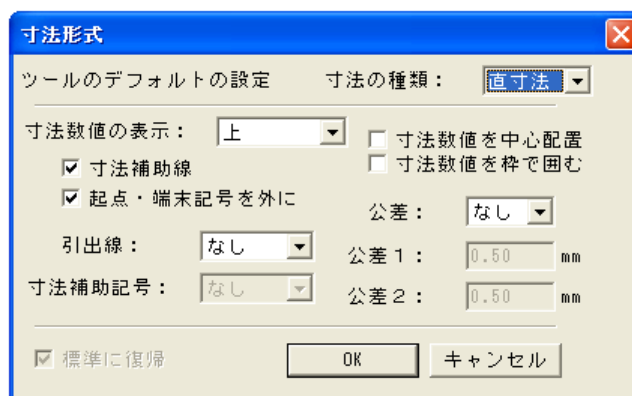 寸法形式
ツールのデフォルトの設定 寸法の種類： 直寸法
寸法数値の表示： 上
寸法数値を中心配置
寸法補助線
寸法数値を枠で囲む
起点・端末記号を外に
公差： なし
引出線： なし
公差１： 0.50 mm
寸法補助記号： なし
公差２： 0.50 mm
標準に復帰 OK キャンセル